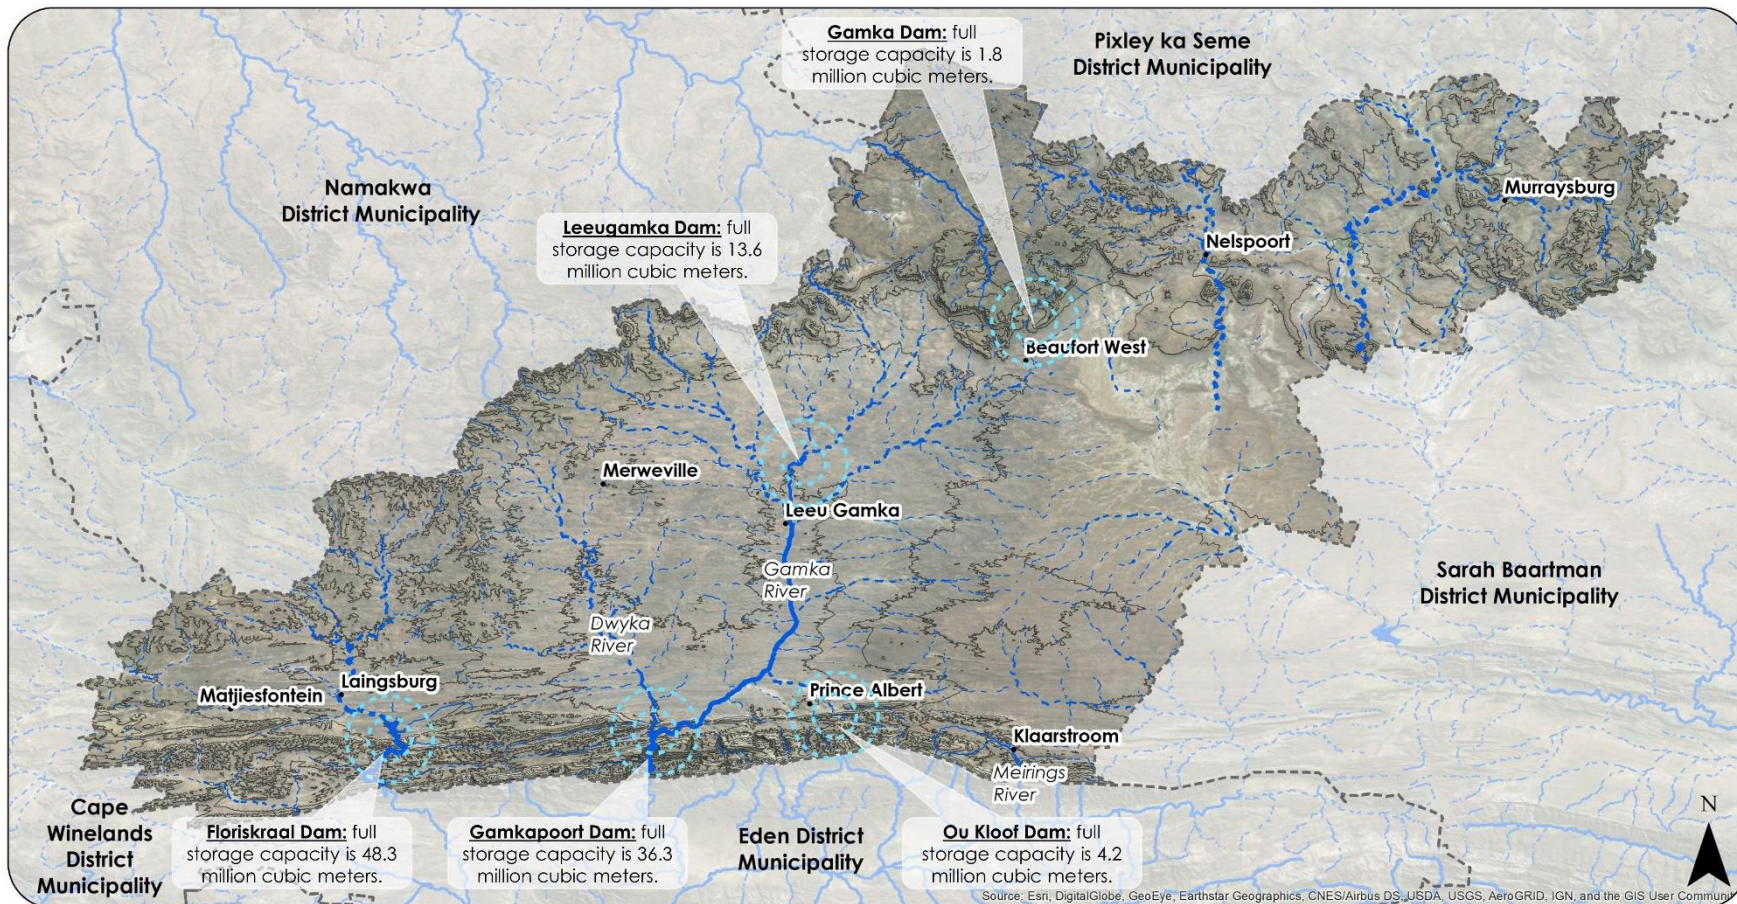 Gamka Dam: full
storage capacity is 1.8
million cubic meters.
Pixley ka Seme
District Municipality
Namakwa
District Municipality
Murraysburg
Leeugamka Dam: full
storage capacity is 13.6
million cubic meters.
Nelspoort
Beaufort West
Merweville
Leeu Gamka
Gamka
River
Sarah Baartman
District Municipality
Dwyka
River
Laingsburg
Matjiesfontein
Prince Albert
Klaarstroom
Meirings
River
Cape
Winelands
District
Municipality
Floriskraal Dam: full
storage capacity is 48.3
million cubic meters.
Gamkapoort Dam: full
storage capacity is 36.3
million cubic meters.
Eden District
Municipality
Ou Kloof Dam: full
storage capacity is 4.2
million cubic meters.
N
Source: Esri, DigitalGlobe, GeoEye, Earthstar Geographics, CNES/Airbus DS, USDA, USGS, AeroGRID, IGN, and the GIS User Communit